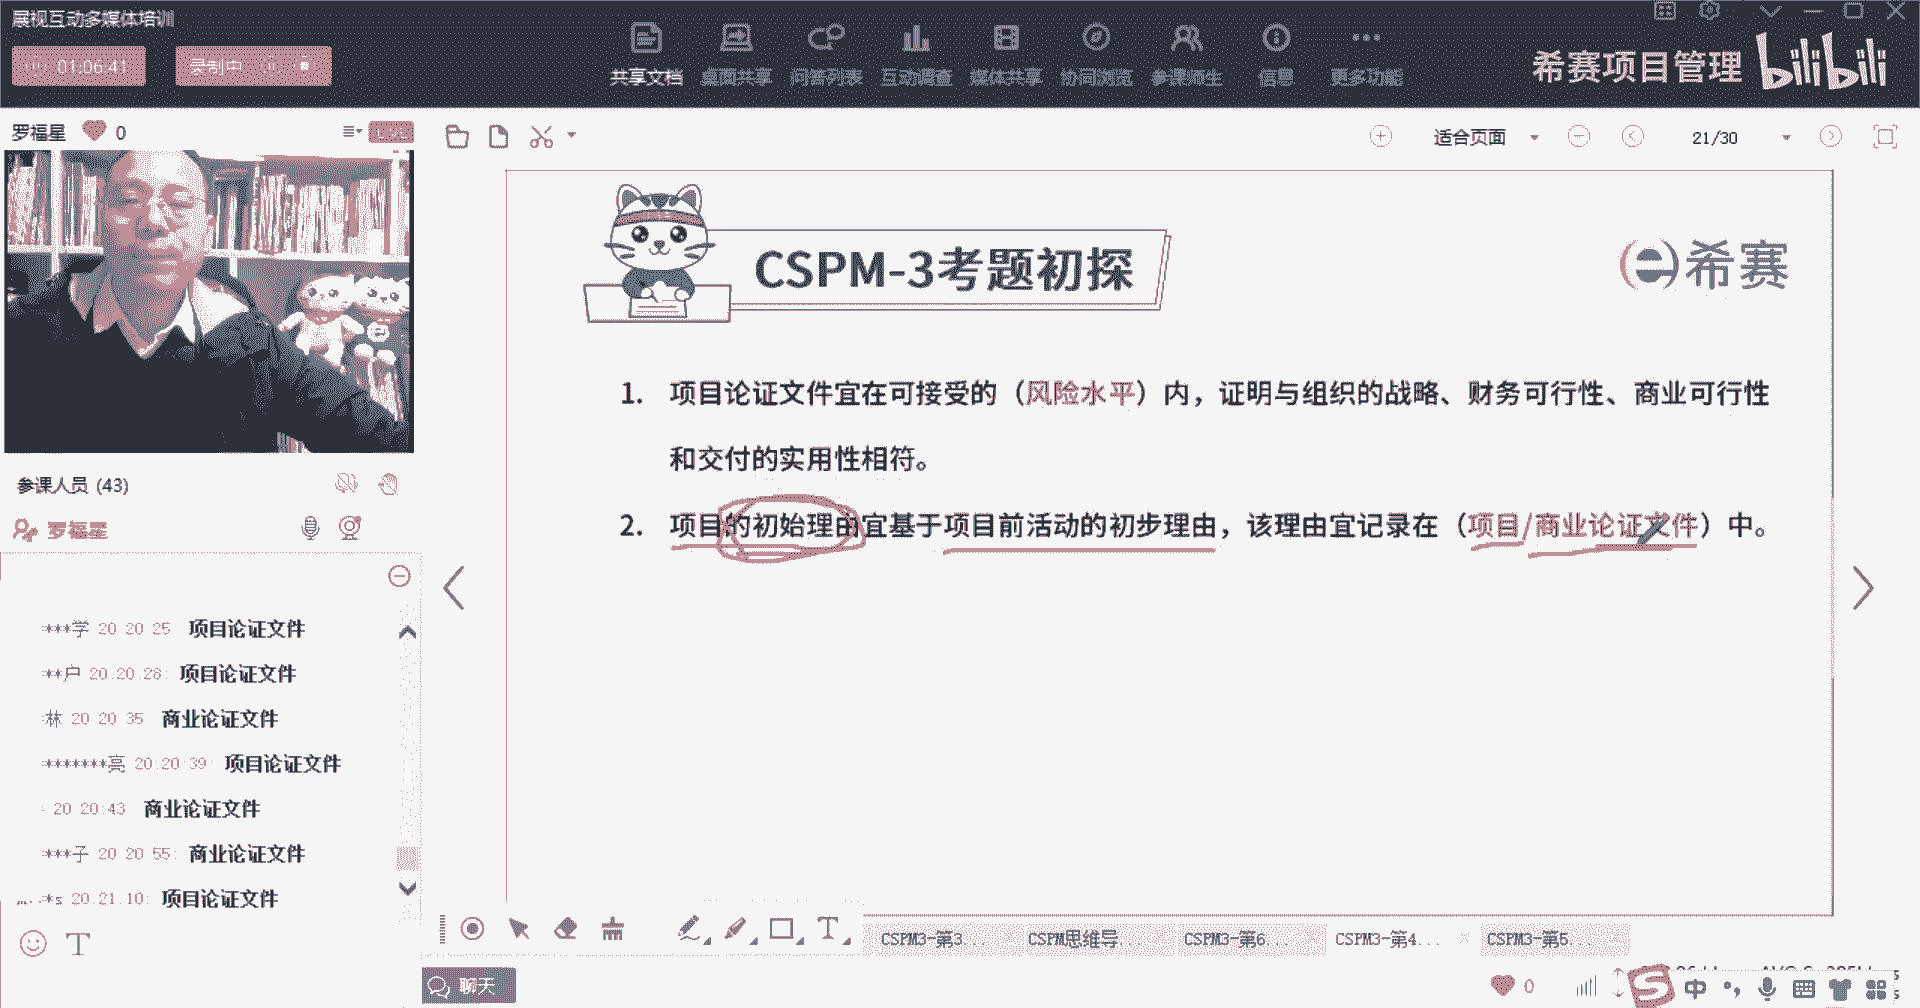 展视互动多媒体培训
01:06:41
录制中
共享文档
桌面共享
问答列表
互动调查
媒体共享
协同浏览
参课师生
信息
更多功能
希赛项目管理
bilibili
罗福星 0
适合页面
21/30
CSPM-3考题初探
希赛
1. 项目论证文件宜在可接受的（风险水平）内，证明与组织的战略、财务可行性、商业可行性
和交付的实用性相符。
2. 项目的初始理由宜基于项目前活动的初步理由，该理由宜记录在（项目/商业论证文件）中。
参课人员 (43)
罗福星
***学 20 20 25 项目论证文件
**户 20.20.28: 项目论证文件
林 20 20 35 商业论证文件
*******亮 20:20:39: 项目论证文件
: 20 20:43 商业论证文件
***子 20 20 55: 商业论证文件
*s 20.21.10: 项目论证文件
T
T
CSPM3-第3...
CSPM思维导...
CSPM3-第6...
CSPM3-第4...
CSPM3-第5...
聊天
0
S 中